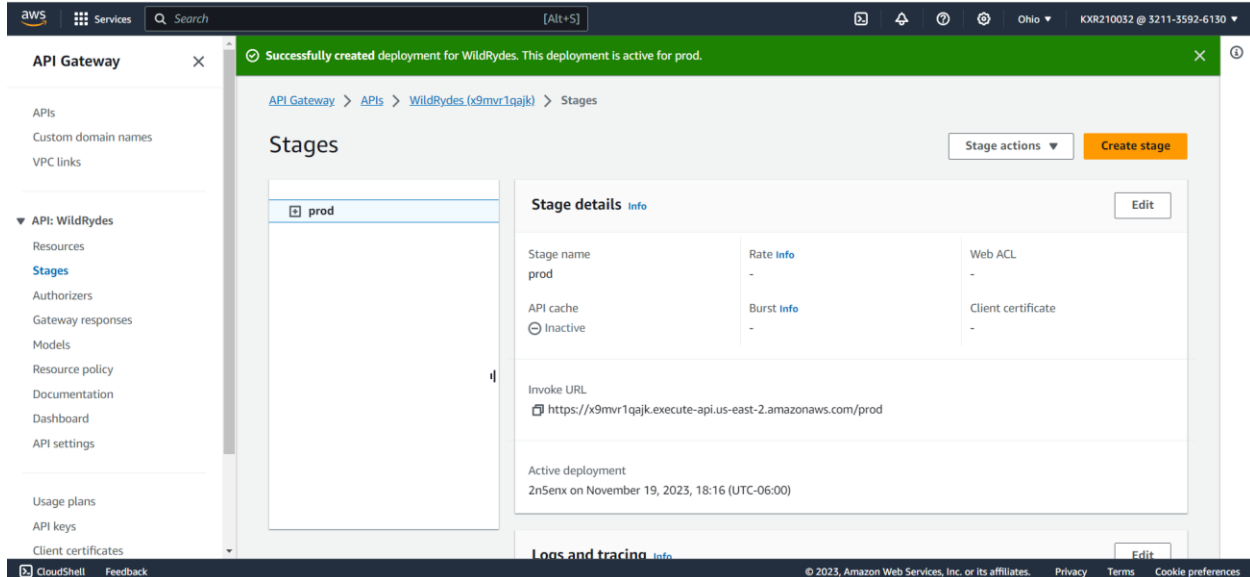 aws Services Search [Alt+S] Ohio ▼ KXR210032 @ 3211-3592-6130 ▼
API Gateway
APIs
Custom domain names
VPC links
▼ API: WildRydes
Resources
Stages
Authorizers
Gateway responses
Models
Resource policy
Documentation
Dashboard
API settings
Usage plans
API keys
Client certificates
Successfully created deployment for WildRydes. This deployment is active for prod.
API Gateway > APIs > WildRydes (x9mvr1qajk) > Stages
Stages
Stage actions ▼ Create stage
prod
Stage details Info Edit
Stage name
prod
Rate Info
-
Web ACL
-
API cache
Inactive
Burst Info
-
Client certificate
-
Invoke URL
https://x9mvr1qajk.execute-api.us-east-2.amazonaws.com/prod
Active deployment
2n5enx on November 19, 2023, 18:16 (UTC-06:00)
Logs and tracing Info Edit
CloudShell Feedback © 2023, Amazon Web Services, Inc. or its affiliates. Privacy Terms Cookie preferences